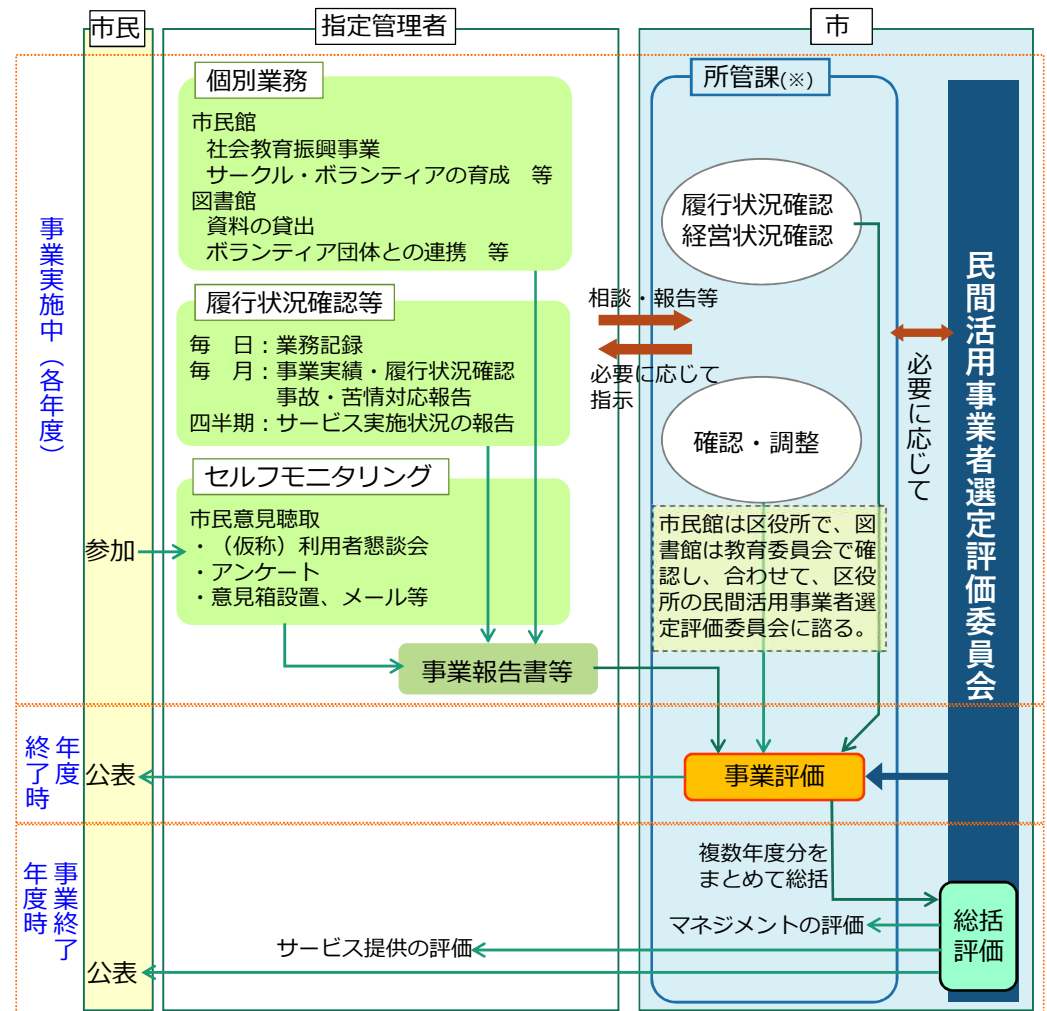 市民
指定管理者
市
事業実施中（各年度）
個別業務
市民館
社会教育振興事業
サークル・ボランティアの育成　等
図書館
資料の貸出
ボランティア団体との連携　等
履行状況確認等
毎　日：業務記録
毎　月：事業実績・履行状況確認
事故・苦情対応報告
四半期：サービス実施状況の報告
セルフモニタリング
市民意見聴取
・（仮称）利用者懇談会
・アンケート
・意見箱設置、メール等
参加
事業報告書等
相談・報告等
必要に応じて
指示
所管課(※)
履行状況確認
経営状況確認
確認・調整
市民館は区役所で、図
書館は教育委員会で確
認し、合わせて、区役
所の民間活用事業者選
定評価委員会に諮る。
必要に応じて
民間活用事業者選定評価委員会
年度
終了時
公表
事業評価
事業終了
年度時
複数年度分を
まとめて総括
マネジメントの評価
サービス提供の評価
総括
評価
公表